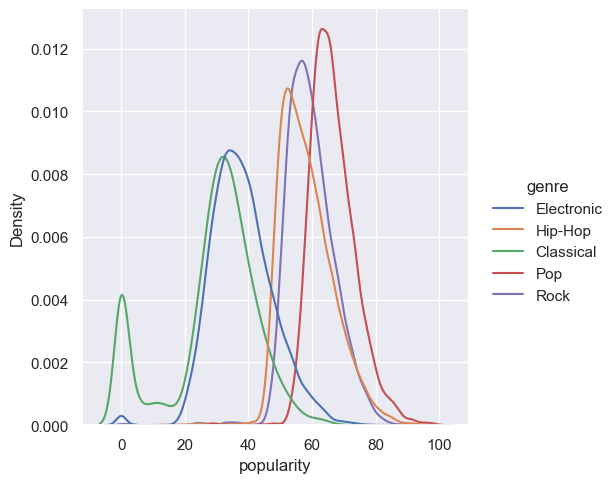 0.012
0.010
0.008
0.006
0.004
0.002
0.000
Density
0 20 40 60 80 100
popularity
genre
Electronic
Hip-Hop
Classical
Pop
Rock